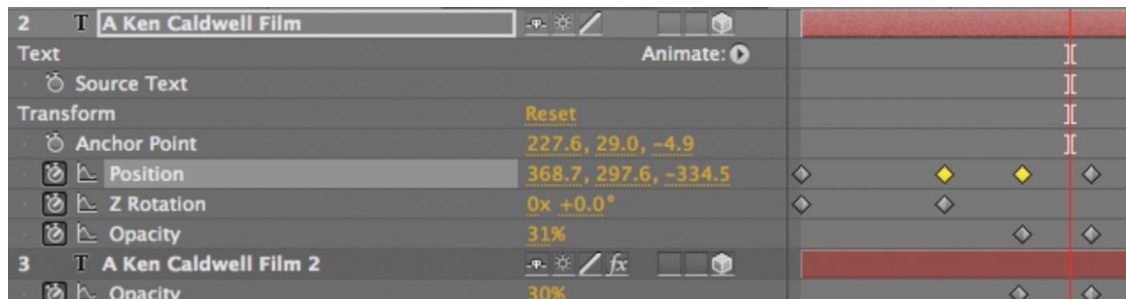 2 T A Ken Caldwell Film
Text Animate:
Source Text
Transform Reset
Anchor Point 227.6, 29.0, -4.9
Position 368.7, 297.6, -334.5
Z Rotation 0x +0.0°
Opacity 31%
3 T A Ken Caldwell Film 2 fx
Opacity 30%